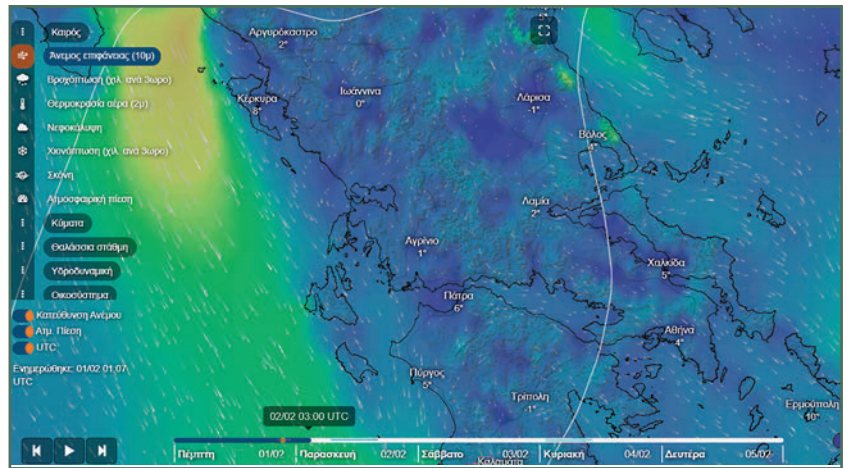 Καιρός
Άνεμος επιφάνειας (10μ)
Βροχόπτωση (χιλ. ανά 3ωρο)
Θερμοκρασία αέρα (2μ)
Νεφοκάλυψη
Χιονόπτωση (χιλ. ανά 3ωρο)
Σκόνη
Ατμοσφαιρική πίεση
Κύματα
Θαλάσσια στάθμη
Υδροδυναμική
Οικοσύστημα
Κατεύθυνση Ανέμου
Ατμ. Πίεση
UTC
Ενημερώθηκε: 01/02 01:07
UTC
Αργυρόκαστρο
2°
Κέρκυρα
8°
Ιωάννινα
0°
Λάρισα
-1°
Βόλος
4°
Λαμία
2°
Αγρίνιο
1°
Χαλκίδα
5°
Πάτρα
6°
Αθήνα
4°
Πύργος
5°
Τρίπολη
-1°
Ερμούπολη
10°
Καλαμάτα
02/02 03:00 UTC
Πέμπτη 01/02 Παρασκευή 02/02 Σάββατο 03/02 Κυριακή 04/02 Δευτέρα 05/02